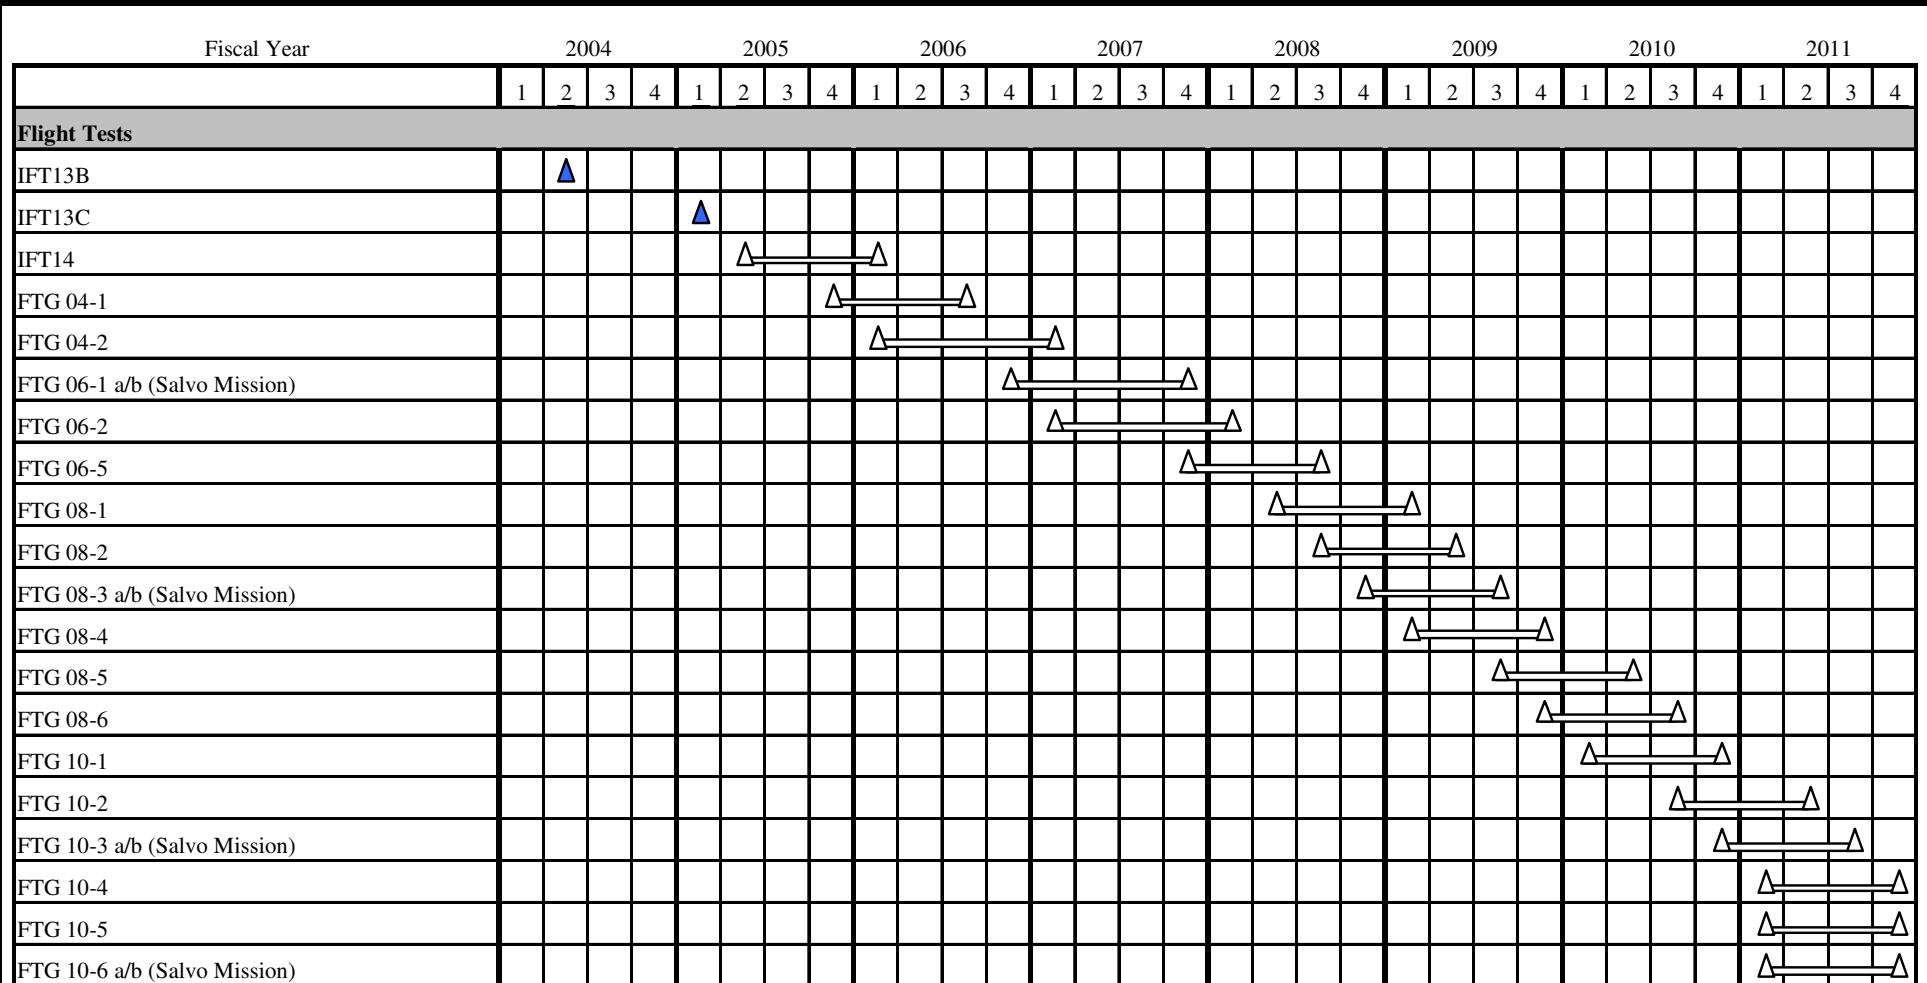 Fiscal Year 2004 2005 2006 2007 2008 2009 2010 2011
1 2 3 4 1 2 3 4 1 2 3 4 1 2 3 4 1 2 3 4 1 2 3 4 1 2 3 4 1 2 3 4
Flight Tests
IFT13B
IFT13C
IFT14
FTG 04-1
FTG 04-2
FTG 06-1 a/b (Salvo Mission)
FTG 06-2
FTG 06-5
FTG 08-1
FTG 08-2
FTG 08-3 a/b (Salvo Mission)
FTG 08-4
FTG 08-5
FTG 08-6
FTG 10-1
FTG 10-2
FTG 10-3 a/b (Salvo Mission)
FTG 10-4
FTG 10-5
FTG 10-6 a/b (Salvo Mission)